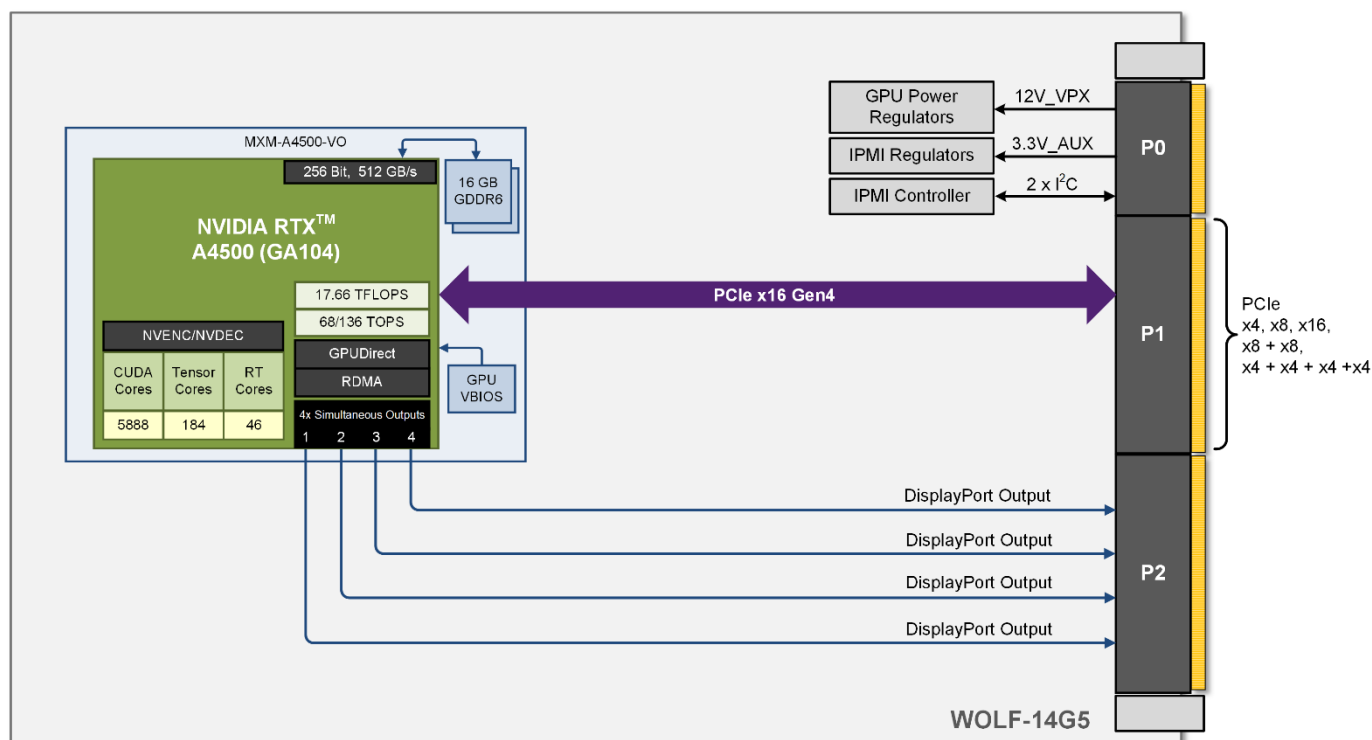 MXM-A4500-VO
256 Bit, 512 GB/s
16 GB
GDDR6
NVIDIA RTX™
A4500 (GA104)
17.66 TFLOPS
68/136 TOPS
NVENC/NVDEC
GPUDirect
RDMA
CUDA
Cores
Tensor
Cores
RT
Cores
5888
184
46
4x Simultaneous Outputs
1 2 3 4
GPU
VBIOS
GPU Power
Regulators
12V_VPX
IPMI Regulators
3.3V_AUX
IPMI Controller
2 x I²C
P0
PCIe x16 Gen4
P1
PCIe
x4, x8, x16,
x8 + x8,
x4 + x4 + x4 +x4
DisplayPort Output
DisplayPort Output
DisplayPort Output
DisplayPort Output
P2
WOLF-14G5